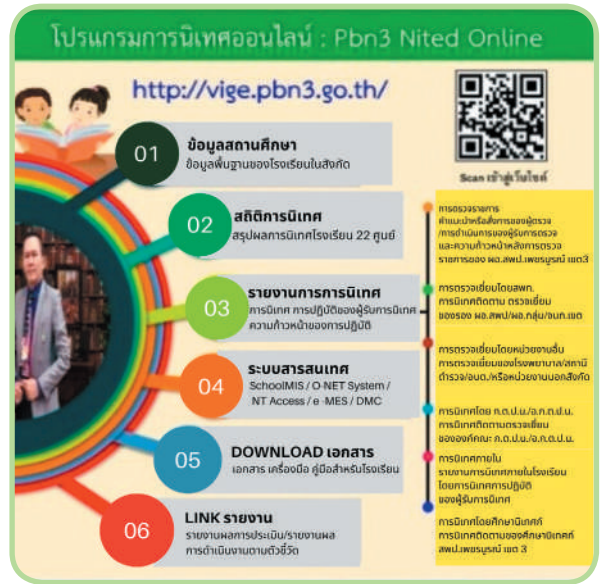 โปรแกรมการนิเทศออนไลน์ : Pbn3 Nited Online
http://vige.pbn3.go.th/
Scan เข้าสู่เว็บไซต์
01
ข้อมูลสถานศึกษา
ข้อมูลพื้นฐานของโรงเรียนในสังกัด
02
สถิติการนิเทศ
สรุปผลการนิเทศโรงเรียน 22 ศูนย์
03
รายงานการการนิเทศ
การนิเทศ การปฏิบัติของผู้รับการนิเทศ
ความก้าวหน้าของการปฏิบัติ
04
ระบบสารสนเทศ
SchoolMIS / O-NET System /
NT Access / e -MES / DMC
05
DOWNLOAD เอกสาร
เอกสาร เครื่องมือ คู่มือสำหรับโรงเรียน
06
LINK รายงาน
รายงานผลการประเมิน/รายงานผล
การดำเนินงานตามตัวชี้วัด
การตรวจราชการ
คำแนะนำหรือสั่งการของผู้ตรวจ
/การดำเนินการของผู้รับการตรวจ
และความก้าวหน้าหลังการตรวจ
ราชการของ ผอ.สพป.เพชรบูรณ์ เขต3
การตรวจเยี่ยมโดยสพท.
การนิเทศติดตาม ตรวจเยี่ยม
ของรอง ผอ.สพป/ผอ.กลุ่ม/จนท.เขต
การตรวจเยี่ยมโดยหน่วยงานอื่น
การตรวจเยี่ยมของโรงพยาบาล/สถานี
ตำรวจ/อบต./หรือหน่วยงานนอกสังกัด
การนิเทศโดย ก.ต.ป.น./อ.ก.ต.ป.น.
การนิเทศติดตามตรวจเยี่ยม
ขององค์คณะ ก.ต.ป.น./อ.ก.ต.ป.น.
การนิเทศภายใน
รายงานการนิเทศภายในโรงเรียน
โดยการนิเทศการปฏิบัติ
ของผู้รับการนิเทศ
การนิเทศโดยศึกษานิเทศก์
การนิเทศติดตามของศึกษานิเทศก์
สพป.เพชรบูรณ์ เขต 3